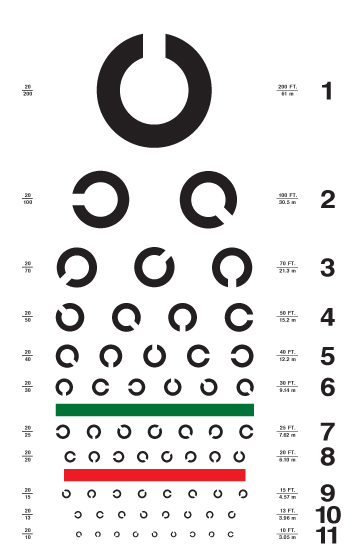 20/200 200 FT. 61 m 1
20/100 100 FT. 30.5 m 2
20/70 70 FT. 21.3 m 3
20/50 50 FT. 15.2 m 4
20/40 40 FT. 12.2 m 5
20/30 30 FT. 9.14 m 6
20/25 25 FT. 7.62 m 7
20/20 20 FT. 6.10 m 8
20/15 15 FT. 4.57 m 9
20/13 13 FT. 3.96 m 10
20/10 10 FT. 3.05 m 11